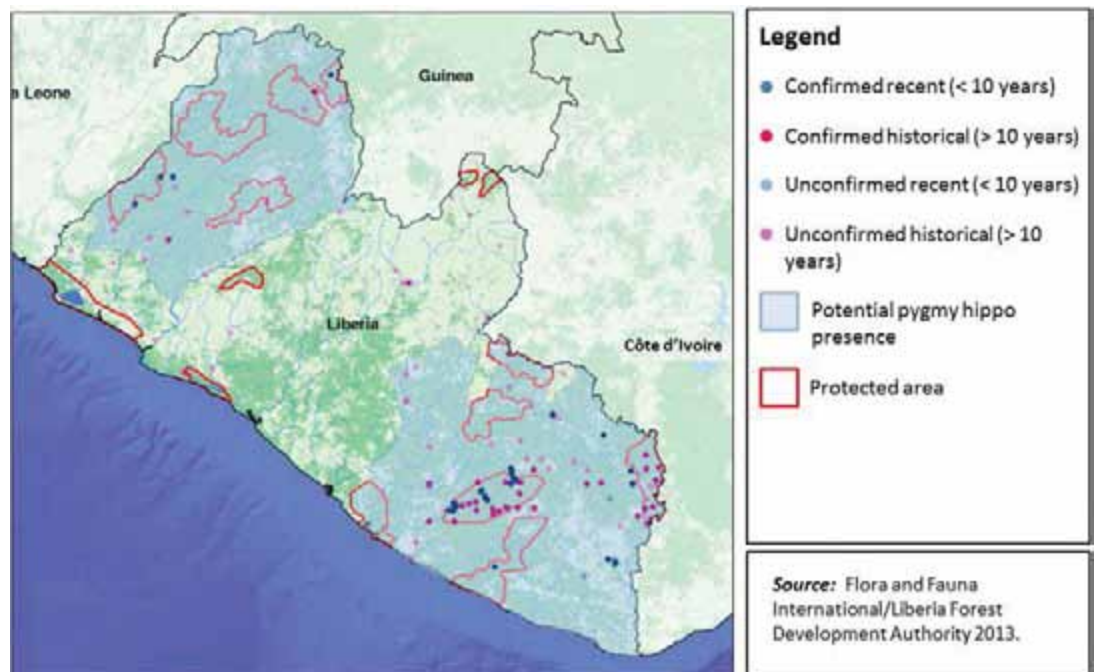 Guinea
a Leone
Liberia
Côte d'Ivoire
Legend
Confirmed recent (< 10 years)
Confirmed historical (> 10 years)
Unconfirmed recent (< 10 years)
Unconfirmed historical (> 10
years)
Potential pygmy hippo
presence
Protected area
Source: Flora and Fauna
International/Liberia Forest
Development Authority 2013.